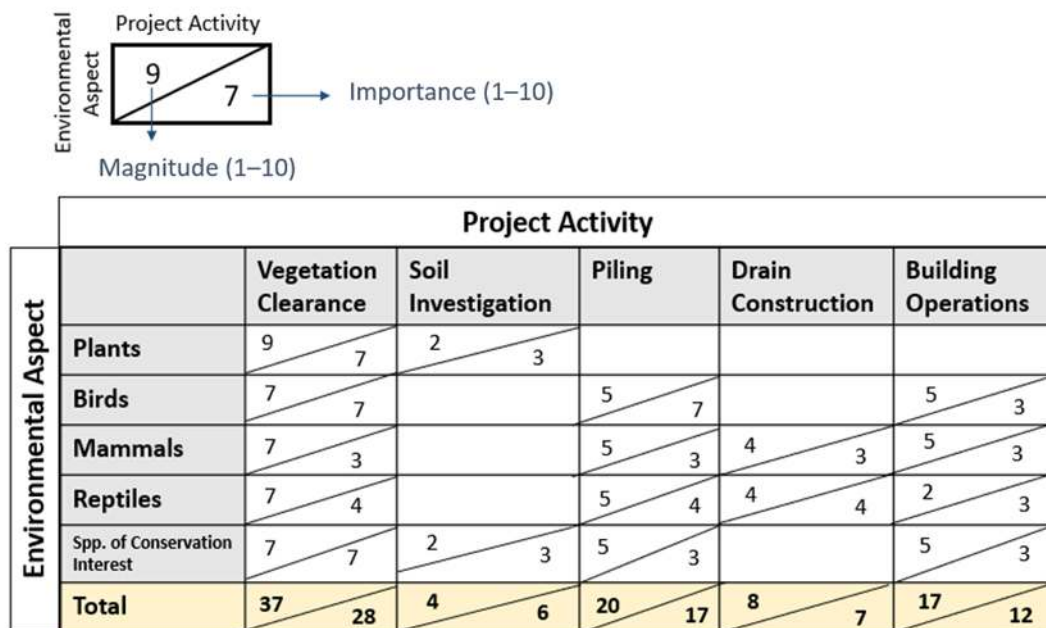 Project Activity
Environmental
Aspect
9
7
Importance (1–10)
Magnitude (1–10)
Project Activity
Environmental Aspect
Vegetation Clearance Soil Investigation Piling Drain Construction Building Operations
Plants 9 7 2 3
Birds 7 7 5 7 5 3
Mammals 7 3 5 3 4 3 5 3
Reptiles 7 4 5 4 4 4 2 3
Spp. of Conservation
Interest 7 7 2 3 5 3 5 3
Total 37 28 4 6 20 17 8 7 17 12